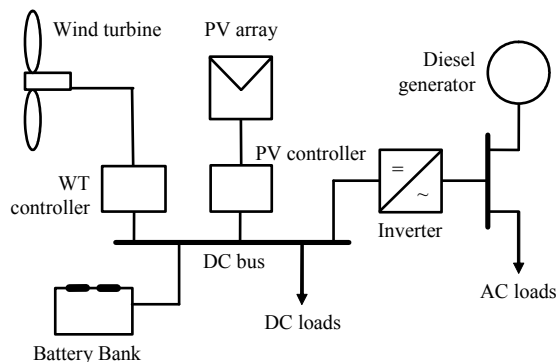 Wind turbine
PV array
Diesel
generator
PV controller
WT
controller
=
~
Inverter
DC bus
DC loads
AC loads
Battery Bank